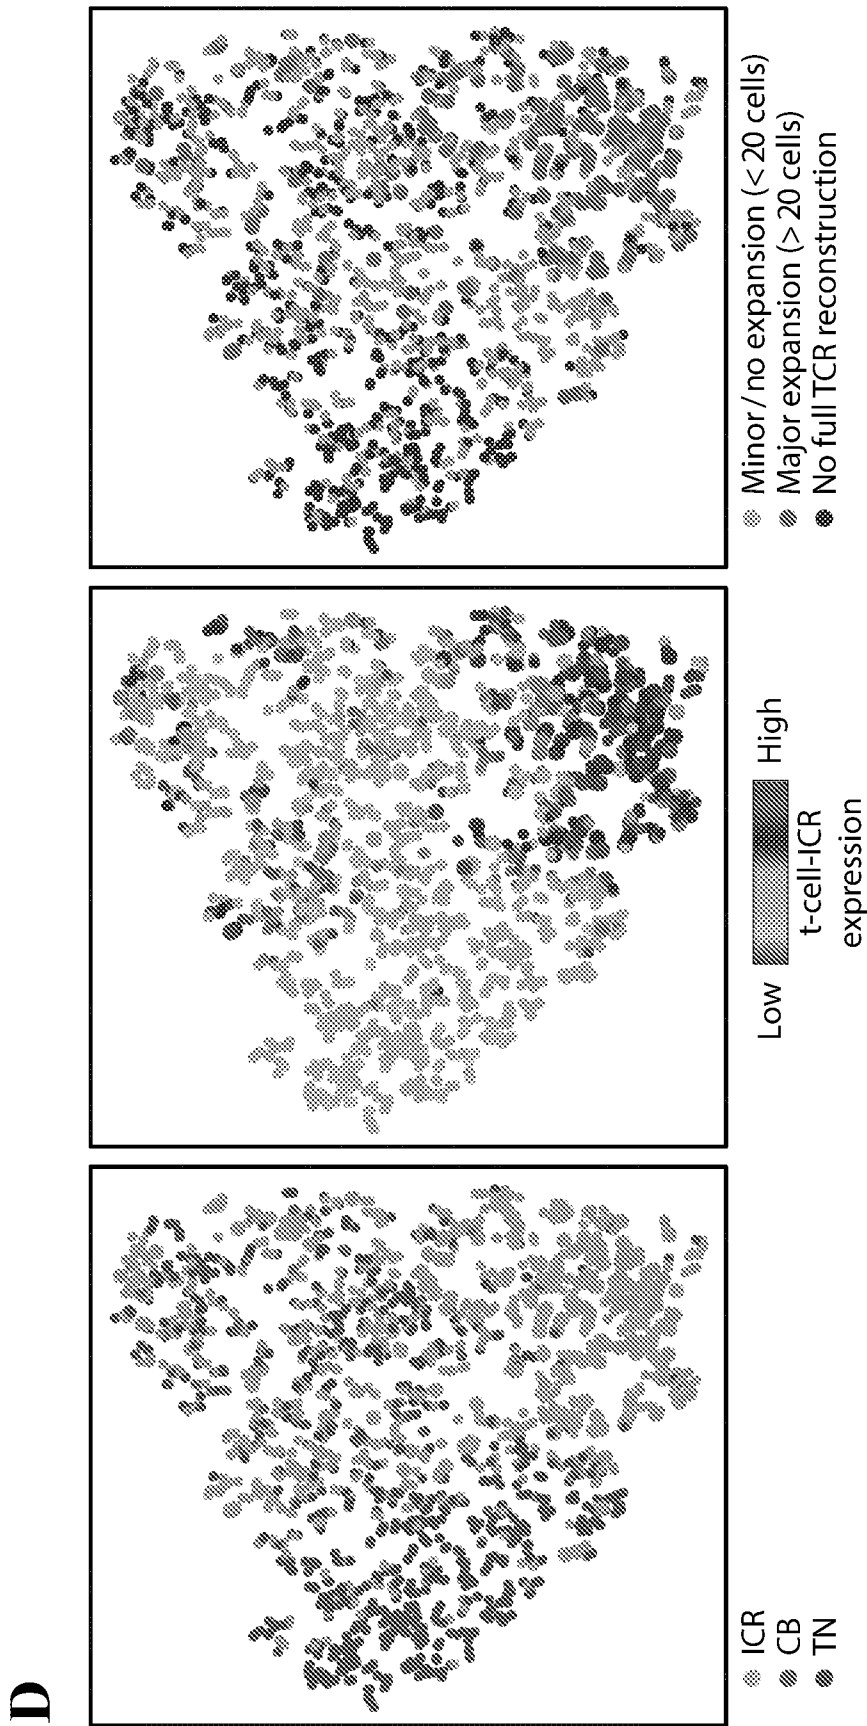 D
ICR
CB
TN
Low
High
t-cell-ICR
expression
Minor/no expansion (< 20 cells)
Major expansion (> 20 cells)
No full TCR reconstruction